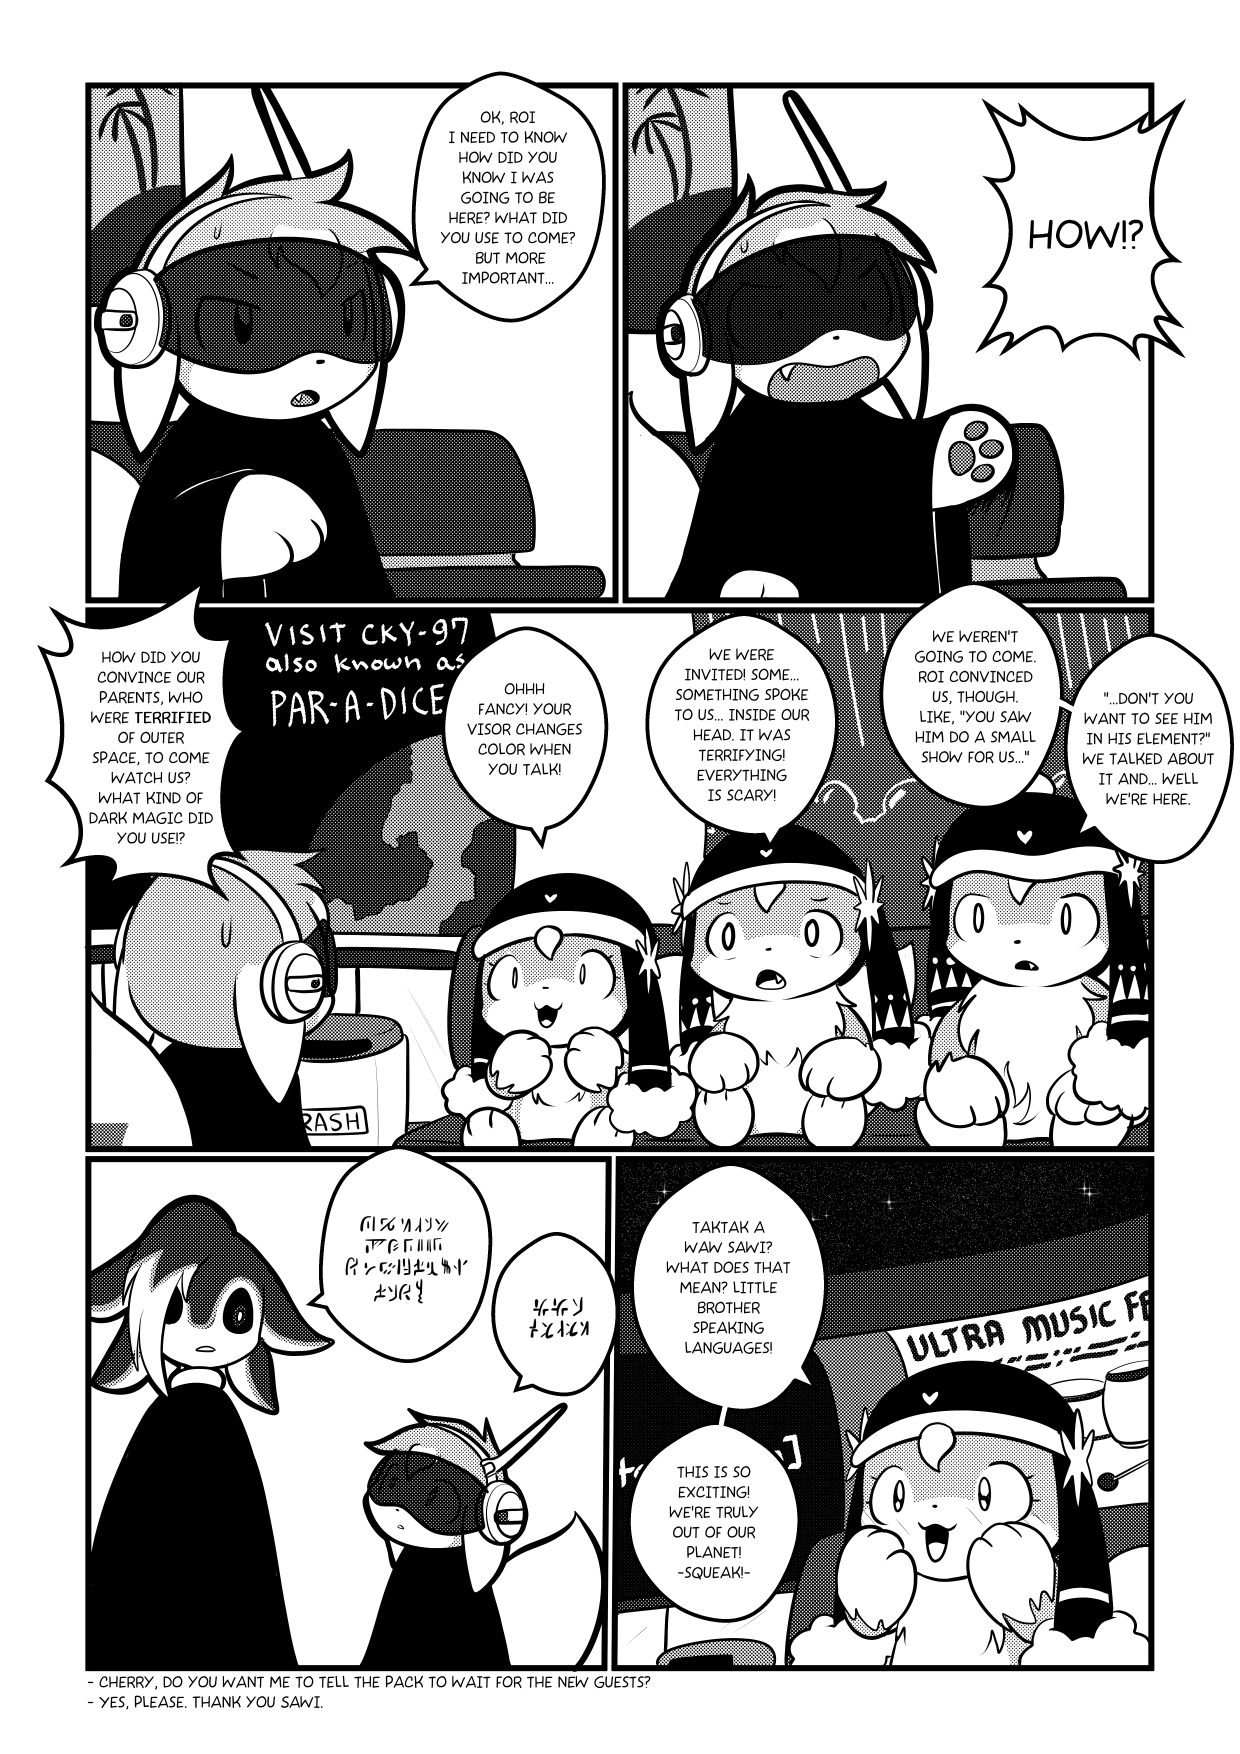 OK, ROI
I NEED TO KNOW
HOW DID YOU
KNOW I WAS
GOING TO BE
HERE? WHAT DID
YOU USE TO COME?
BUT MORE
IMPORTANT...
HOW!?
HOW DID YOU
CONVINCE OUR
PARENTS, WHO
WERE TERRIFIED
OF OUTER
SPACE, TO COME
WATCH US?
WHAT KIND OF
DARK MAGIC DID
YOU USE!?
VISIT CKY-97
also known as
PAR-A-DICE
OHHH
FANCY! YOUR
VISOR CHANGES
COLOR WHEN
YOU TALK!
WE WERE
INVITED! SOME...
SOMETHING SPOKE
TO US... INSIDE OUR
HEAD. IT WAS
TERRIFYING!
EVERYTHING
IS SCARY!
WE WEREN'T
GOING TO COME.
ROI CONVINCED
US, THOUGH.
LIKE, "YOU SAW
HIM DO A SMALL
SHOW FOR US..."
"...DON'T YOU
WANT TO SEE HIM
IN HIS ELEMENT?"
WE TALKED ABOUT
IT AND... WELL
WE'RE HERE.
RASH
TAKTAK A
WAW SAWI?
WHAT DOES THAT
MEAN? LITTLE
BROTHER
SPEAKING
LANGUAGES!
ULTRA MUSIC FE
THIS IS SO
EXCITING!
WE'RE TRULY
OUT OF OUR
PLANET!
-SQUEAK!-
- CHERRY, DO YOU WANT ME TO TELL THE PACK TO WAIT FOR THE NEW GUESTS?
- YES, PLEASE. THANK YOU SAWI.